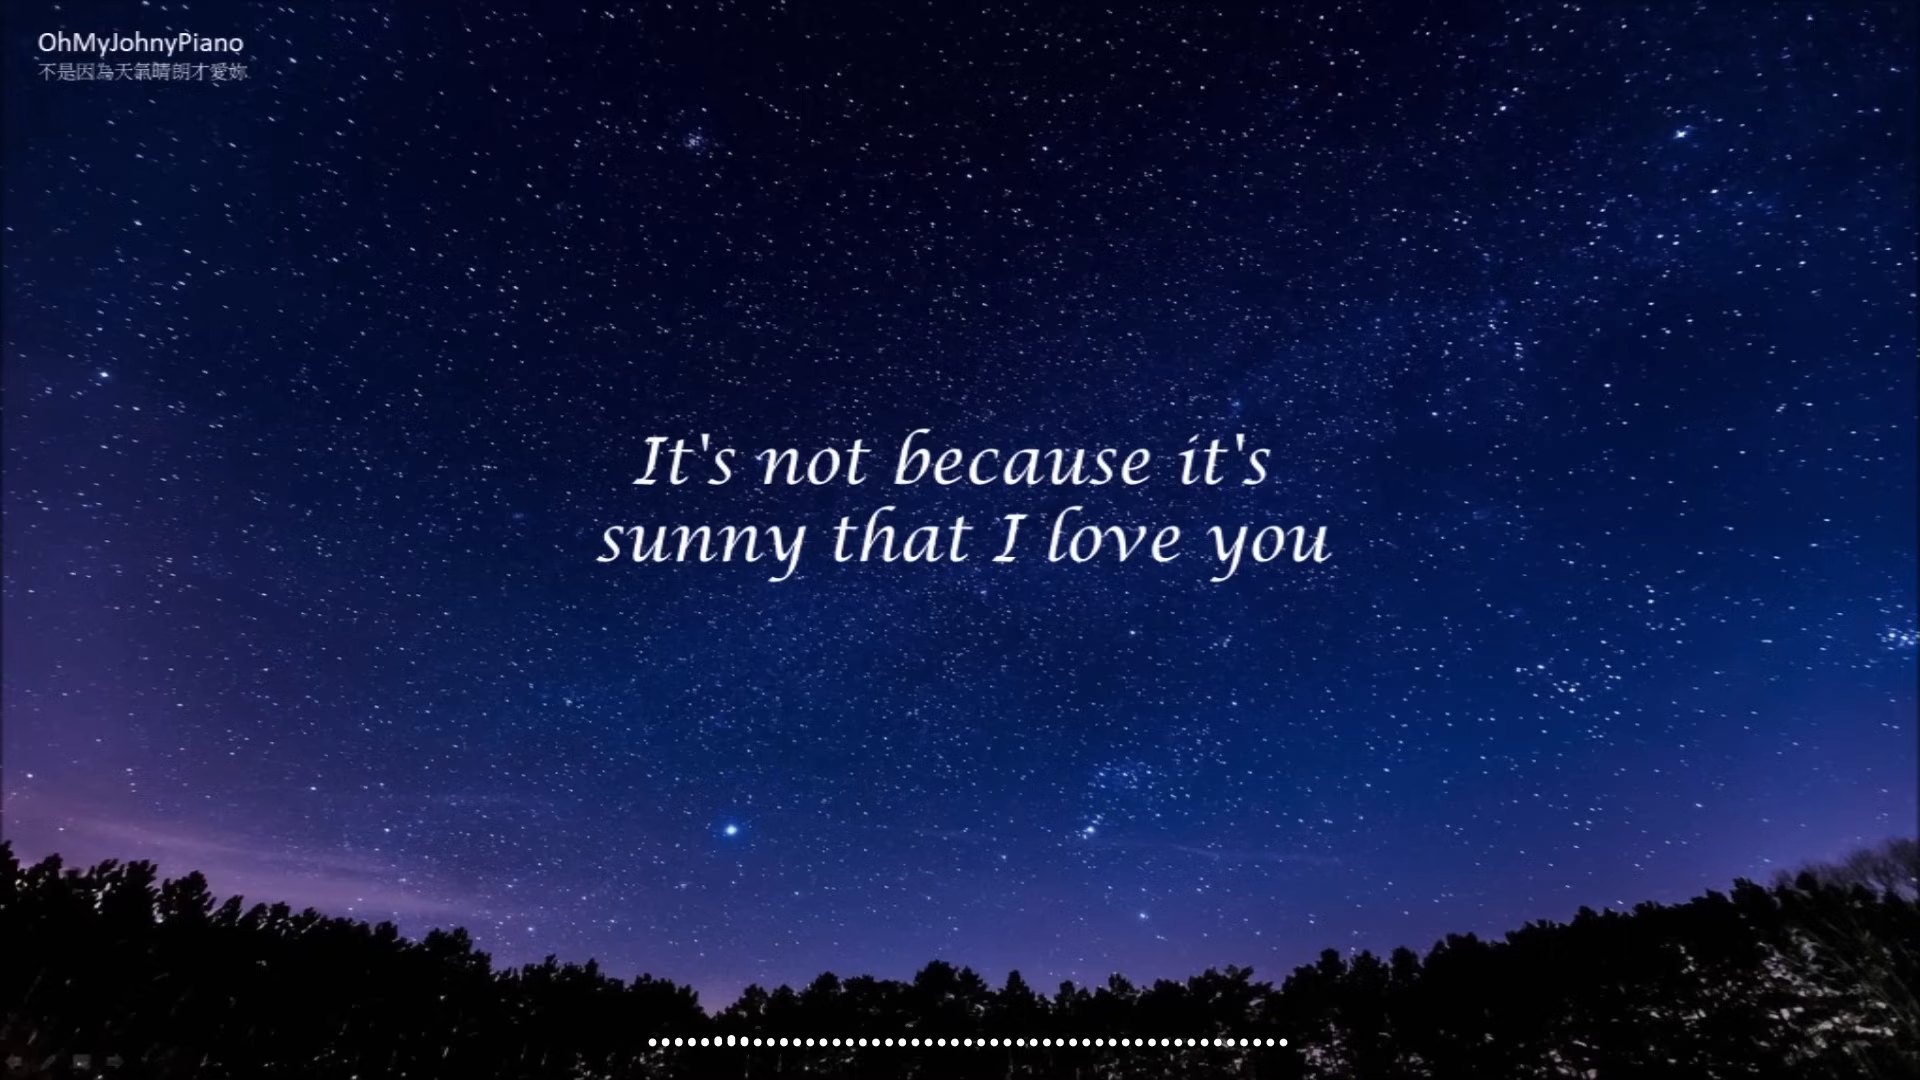 OhMyJohnyPiano
不是因為天氣晴朗才愛妳
It's not because it's
sunny that I love you